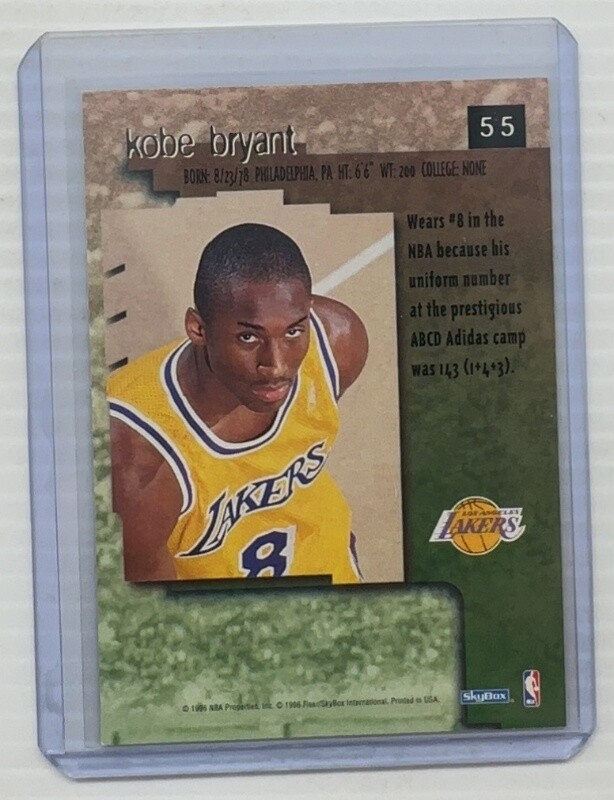 kobe bryant
55
BORN: 8/23/78 PHILADELPHIA, PA HT: 6'6" WT: 200 COLLEGE: NONE
Wears #8 in the
NBA because his
uniform number
at the prestigious
ABCD Adidas camp
was 143 (1+4+3).
LAKERS
8
LOS ANGELES
LAKERS
SkyBox
© 1996 NBA Properties, Inc. © 1996 Fleer/SkyBox International. Printed in USA.